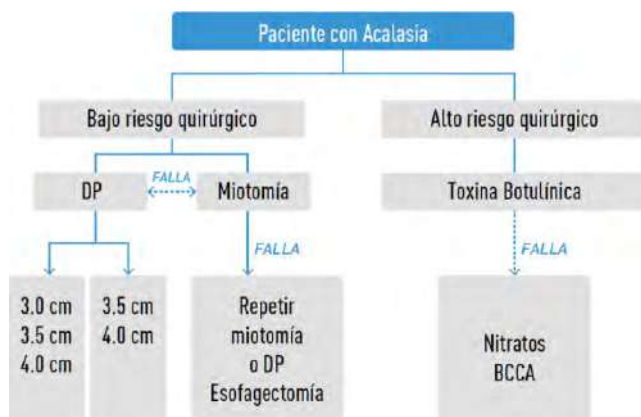 Paciente con Acalasia
Bajo riesgo quirúrgico
Alto riesgo quirúrgico
DP
FALLA
Miotomía
Toxina Botulínica
FALLA
FALLA
3.0 cm
3.5 cm
4.0 cm
3.5 cm
4.0 cm
Repetir
miotomía
o DP
Esofagectomía
Nitratos
BCCA